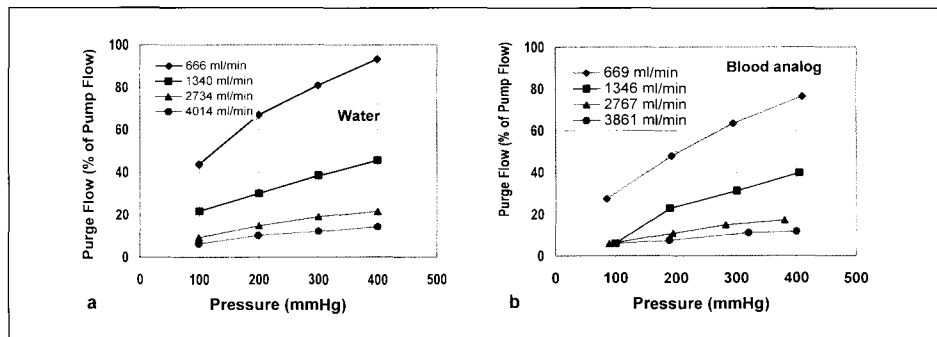 Purge Flow (% of Pump Flow)
100
80
60
40
20
0
666 ml/min
1340 ml/min
2734 ml/min
4014 ml/min
Water
0 100 200 300 400 500
Pressure (mmHg)
a
Purge Flow (% of Pump Flow)
100
80
60
40
20
0
Blood analog
669 ml/min
1346 ml/min
2767 ml/min
3861 ml/min
0 100 200 300 400 500
Pressure (mmHg)
b